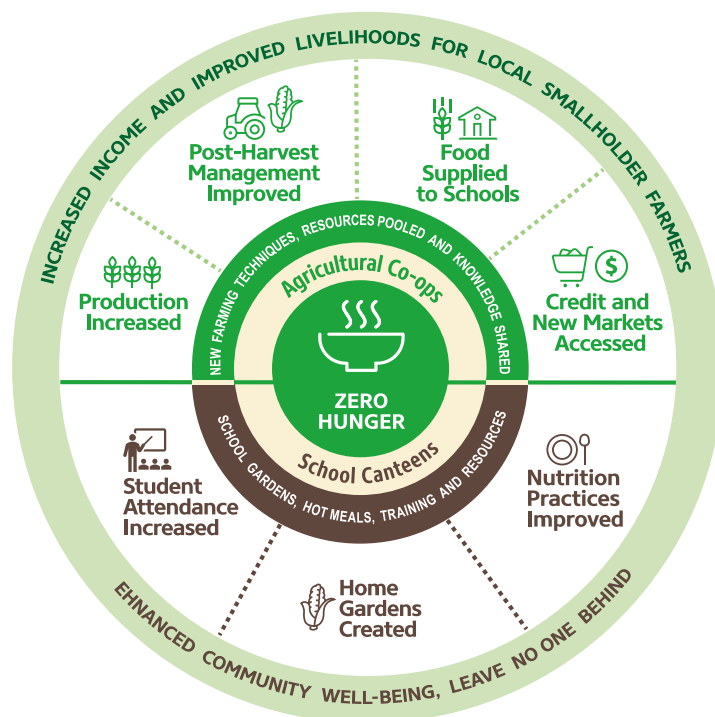 INCREASED INCOME AND IMPROVED LIVELIHOODS FOR LOCAL SMALLHOLDER FARMERS
Post-Harvest
Management
Improved
Food
Supplied
to Schools
Production
Increased
Credit and
New Markets
Accessed
$
NEW FARMING TECHNIQUES, RESOURCES POOLED AND KNOWLEDGE SHARED
Agricultural Co-ops
ZERO
HUNGER
School Canteens
SCHOOL GARDENS, HOT MEALS, TRAINING AND RESOURCES
Student
Attendance
Increased
Home
Gardens
Created
Nutrition
Practices
Improved
EHNANCED COMMUNITY WELL-BEING, LEAVE NO ONE BEHIND